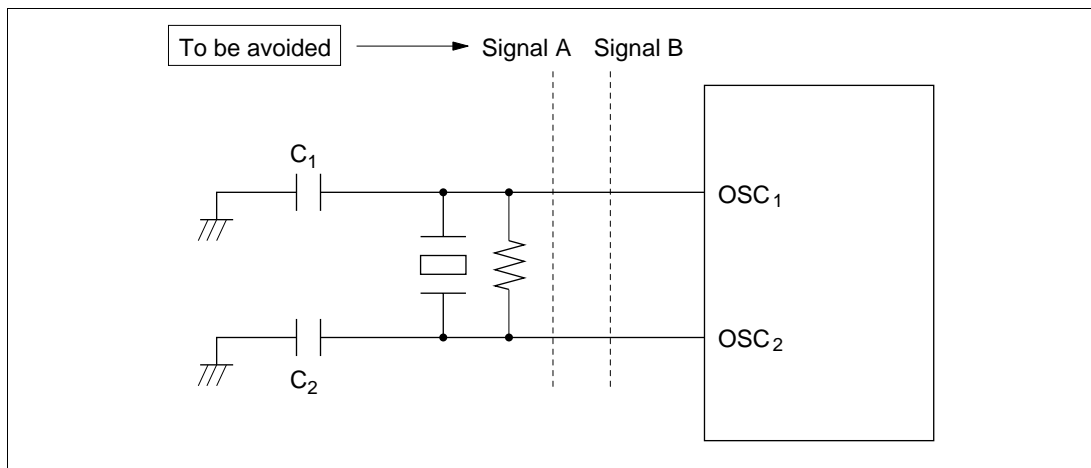 To be avoided
Signal A
Signal B
C1
OSC1
OSC2
C2